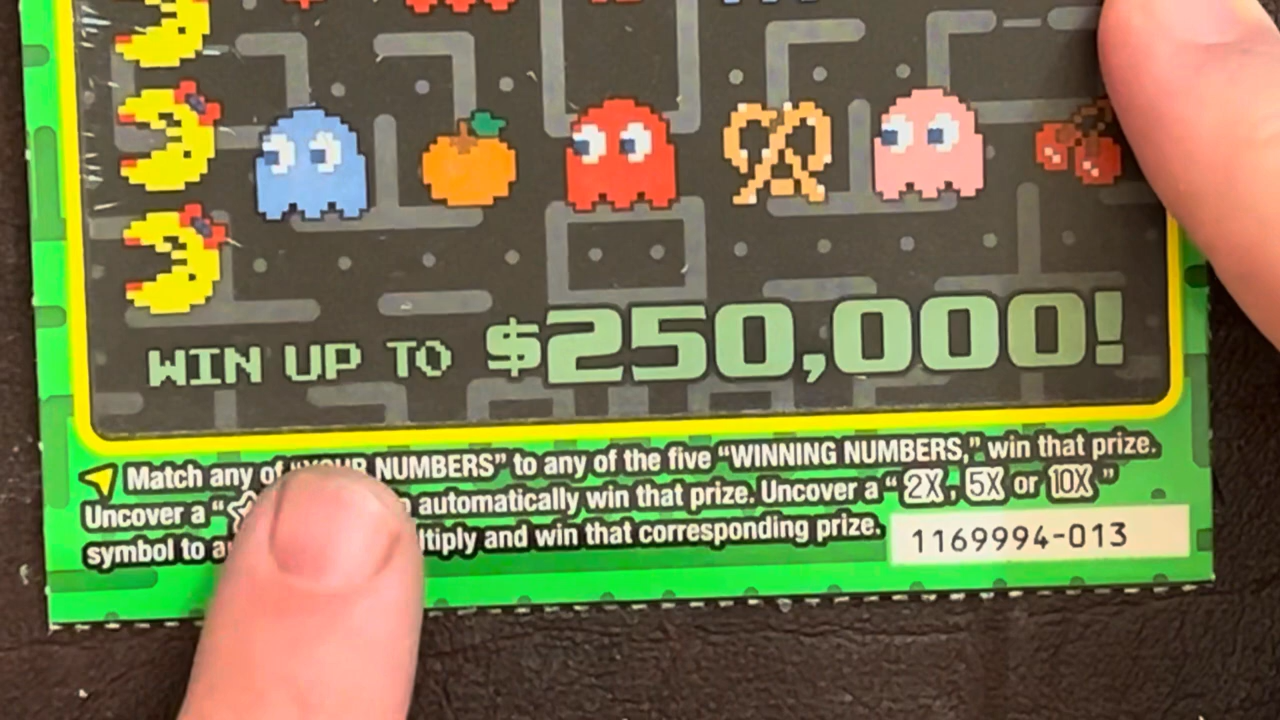 WIN UP TO $250,000!
Match any of "YOUR NUMBERS" to any of the five "WINNING NUMBERS," win that prize.
Uncover a " automatically win that prize. Uncover a " 2X , 5X or 10X "
symbol to and win that corresponding prize.
1169994-013